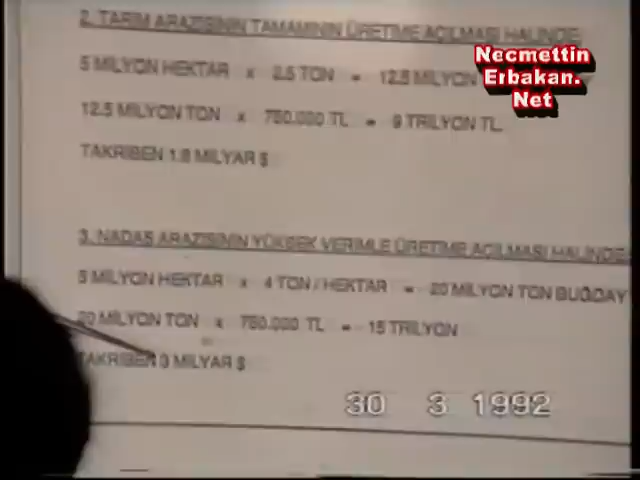 2. TARIM ARAZİSİNİN TAMAMININ ÜRETİME AÇILMASI HALİNDE
5 MİLYON HEKTAR x 2.5 TON = 12.5 MİLYON
12.5 MİLYON TON x 750.000 TL = 9 TRİLYON TL
TAKRİBEN 1.8 MİLYAR $
3. NADAS ARAZİSİNİN YÜKSEK VERİMLE ÜRETİME AÇILMASI HALİNDE
5 MİLYON HEKTAR x 4 TON / HEKTAR = 20 MİLYON TON BUĞDAY
20 MİLYON TON x 750.000 TL = 15 TRİLYON
TAKRİBEN 3 MİLYAR $
Necmettin
Erbakan.
Net
30 3 1992